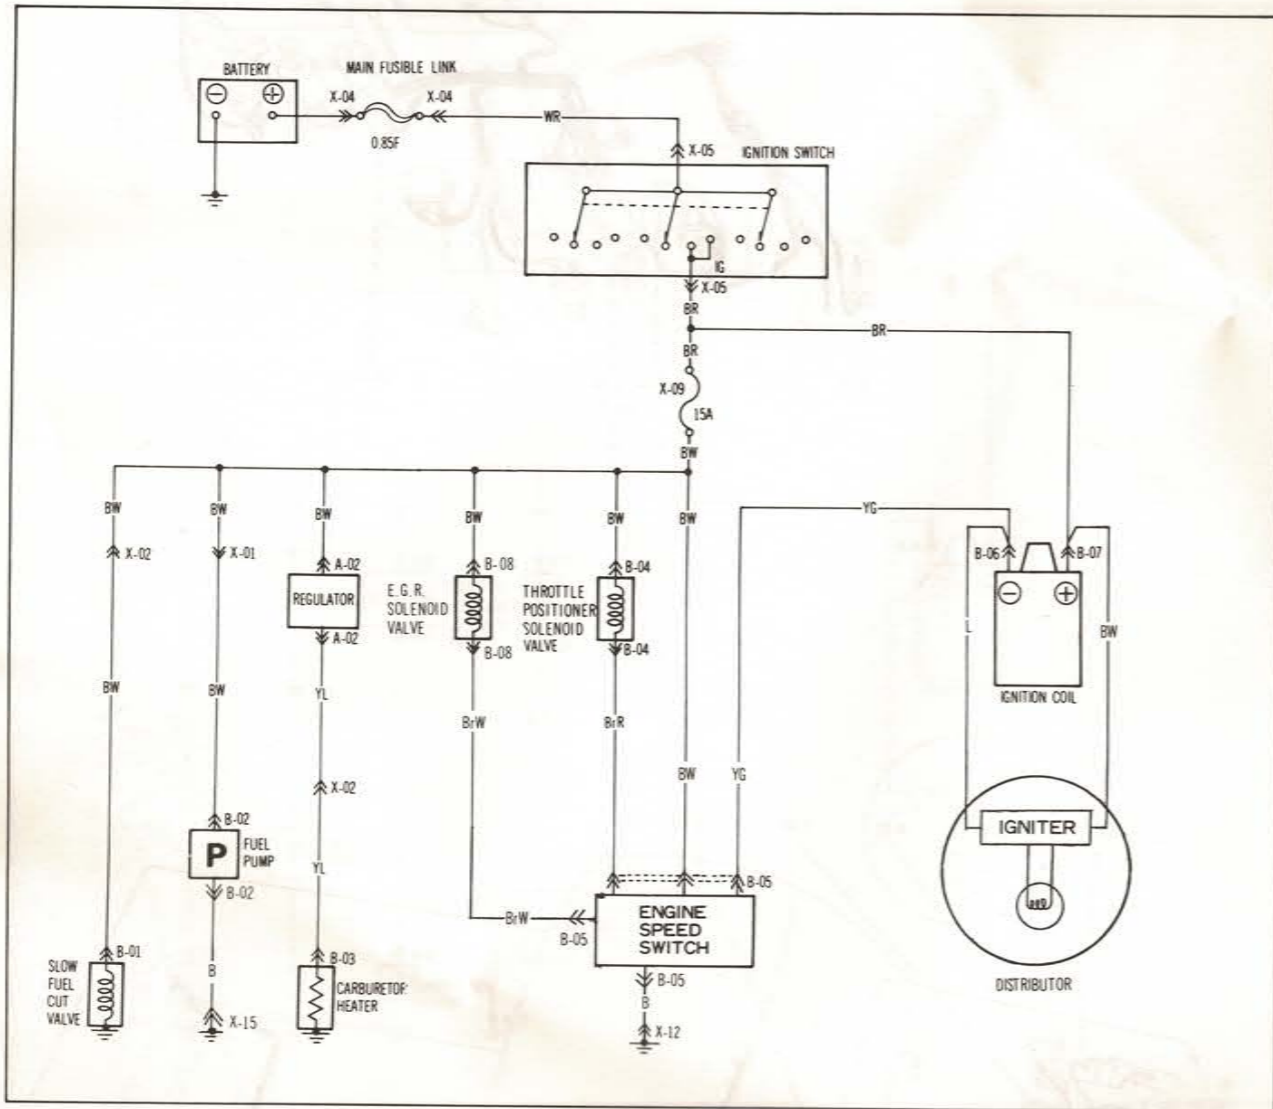 BATTERY
MAIN FUSIBLE LINK
X-04
X-04
0.85F
WR
X-05
IGNITION SWITCH
IG
X-05
BR
BR
BR
X-09
15A
BW
BW
BW
BW
BW
BW
BW
YG
X-02
X-01
A-02
B-08
B-04
B-06
B-07
REGULATOR
E.G.R.
SOLENOID
VALVE
THROTTLE
POSITIONER
SOLENOID
VALVE
A-02
B-08
B-04
L
BW
IGNITION COIL
BW
BW
YL
BrW
BrR
BW
YG
X-02
B-02
P
FUEL
PUMP
B-02
YL
IGNITER
B-05
ENGINE
SPEED
SWITCH
BrW
B-05
B-01
SLOW
FUEL
CUT
VALVE
B
X-15
B-03
CARBURETOR
HEATER
B-05
B
X-12
DISTRIBUTOR